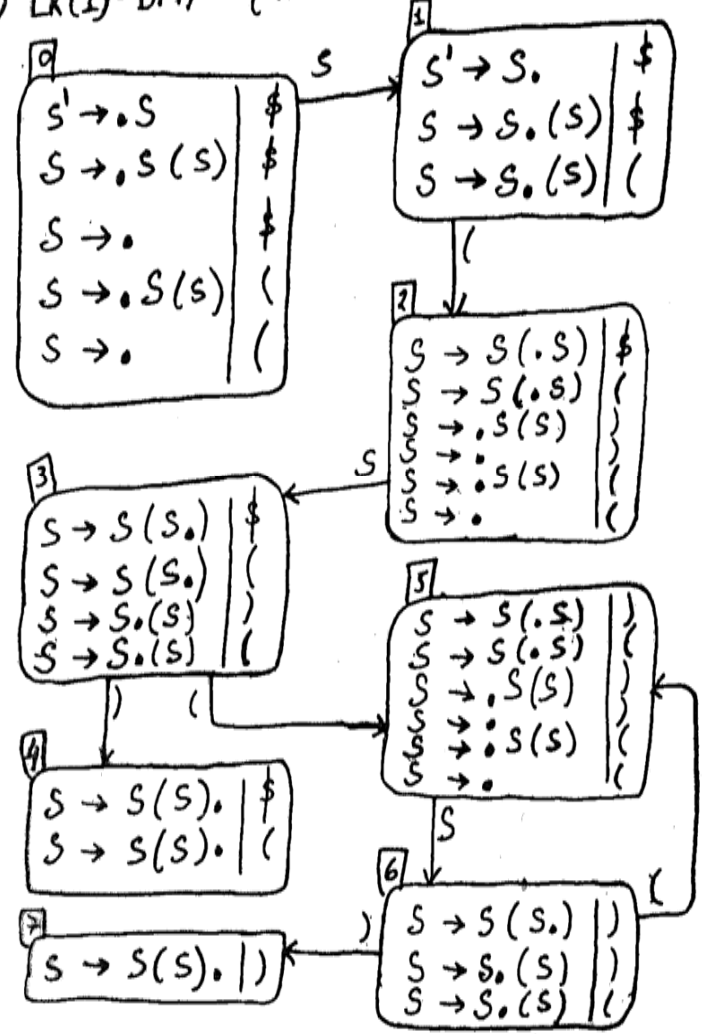 LR(1)-DFA
0
S' → .S | $
S → .S(S) | $
S → . | $
S → .S(S) | (
S → . | (
S
1
S' → S. | $
S → S.(S) | $
S → S.(S) | (
(
2
S → S(.S) | $
S → S(.S) | (
S → .S(S) | )
S → . | )
S → .S(S) | (
S → . | (
S
3
S → S(S.) | $
S → S(S.) | (
S → S.(S) | )
S → S.(S) | (
)
(
4
S → S(S). | $
S → S(S). | (
5
S → S(.S) | )
S → S(.S) | (
S → .S(S) | )
S → . | )
S → .S(S) | (
S → . | (
S
(
6
S → S(S.) | )
S → S.(S) | )
S → S.(S) | (
)
7
S → S(S). | )